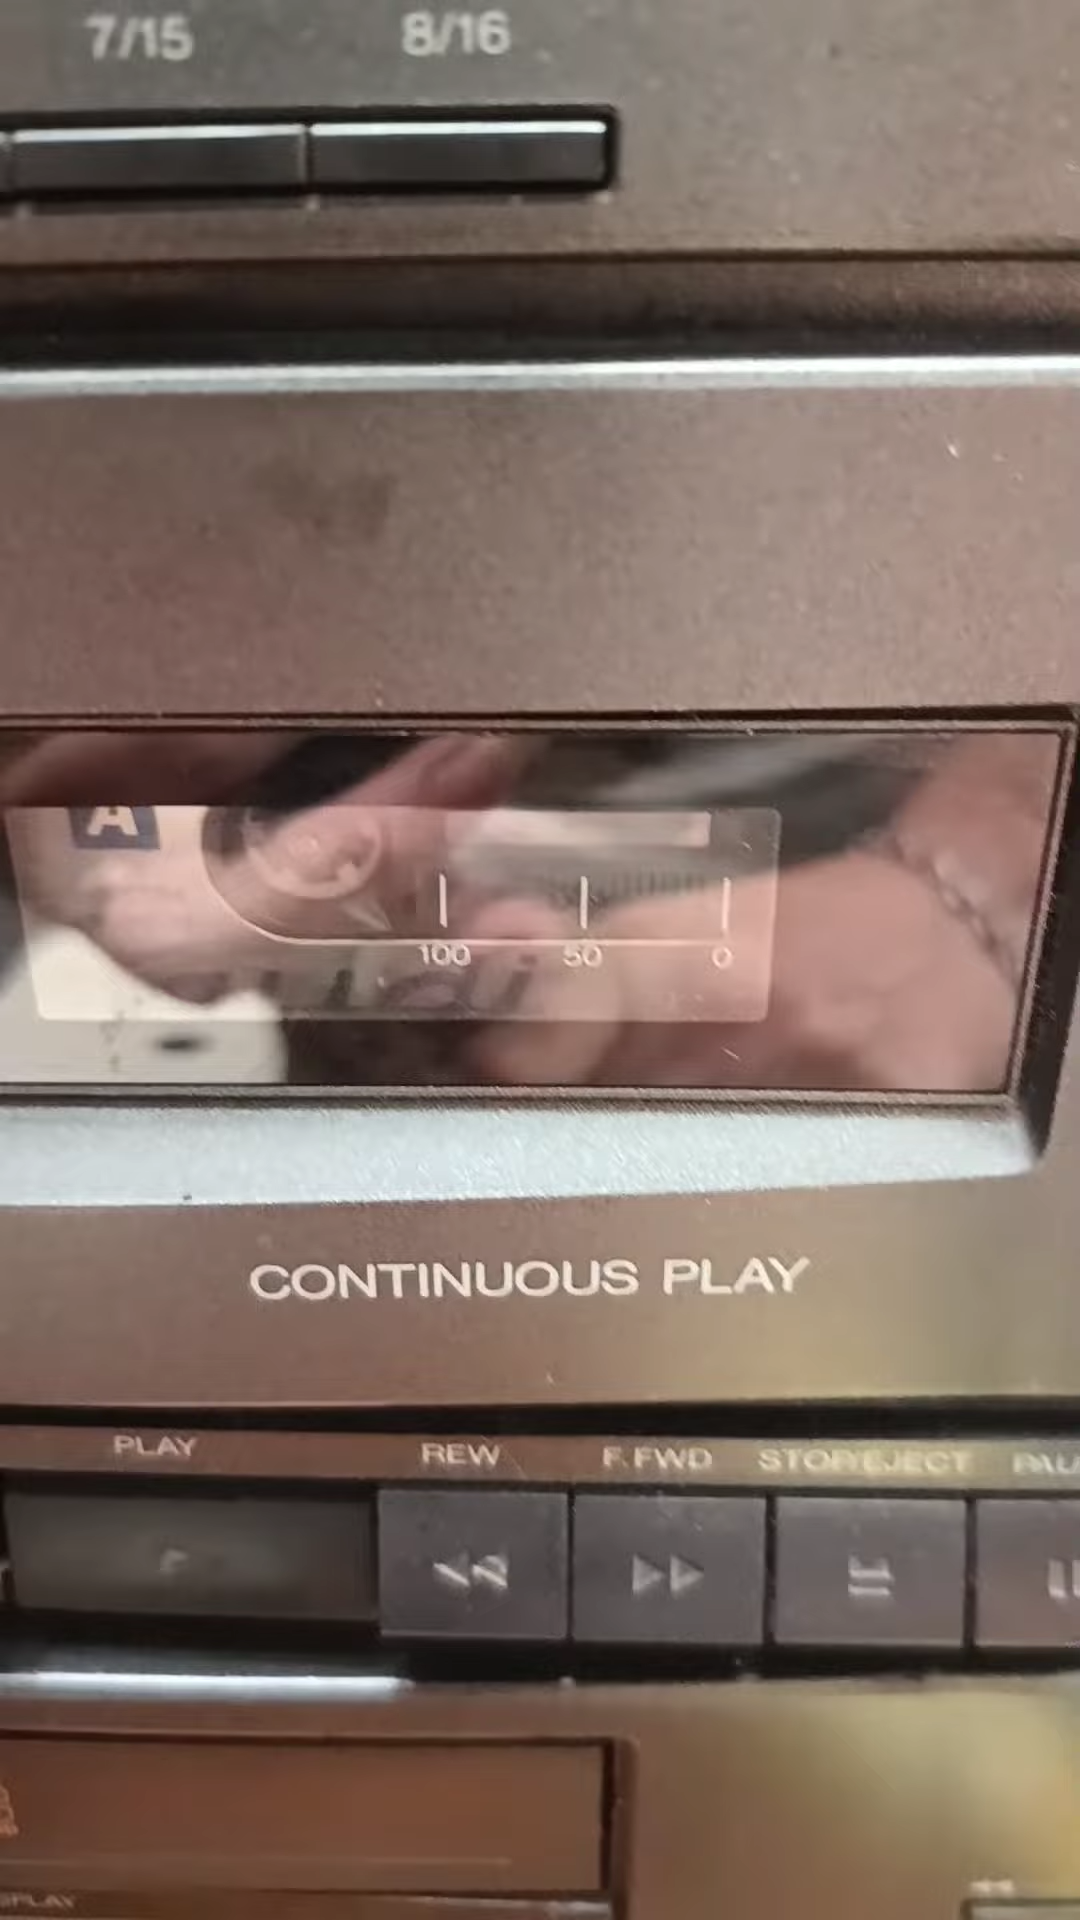 7/15 8/16
A
100 50 0
CONTINUOUS PLAY
PLAY REW F.FWD STOP/EJECT